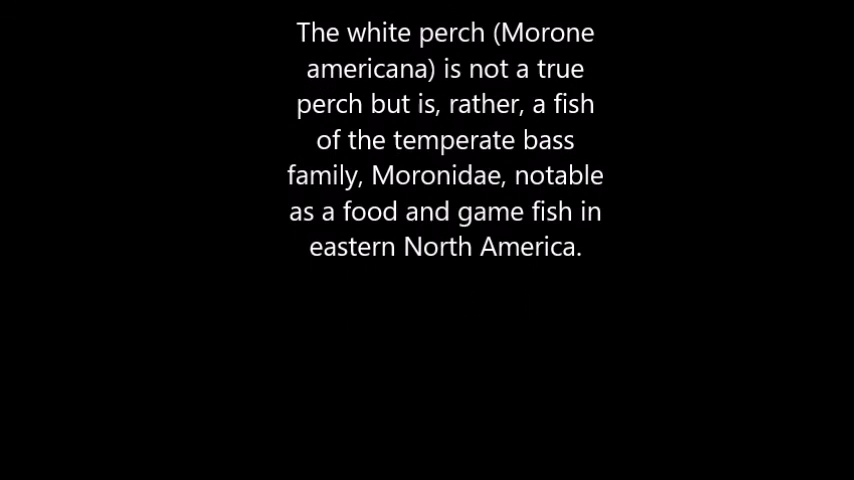 The white perch (Morone
americana) is not a true
perch but is, rather, a fish
of the temperate bass
family, Moronidae, notable
as a food and game fish in
eastern North America.